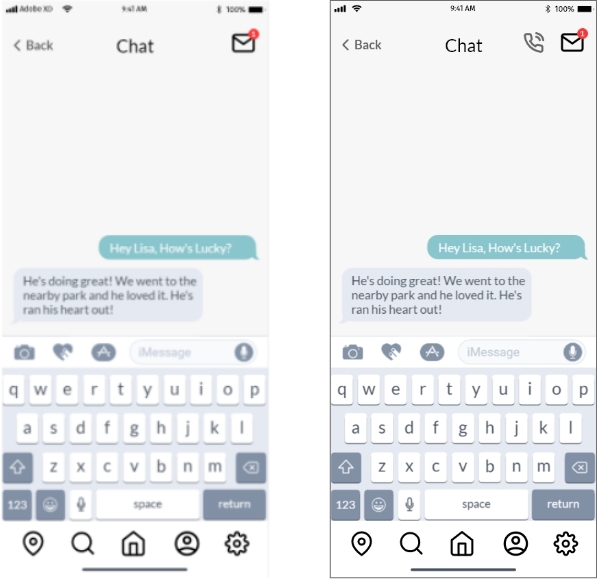 Adobe XD 9:41 AM 100%
Back Chat 1
Hey Lisa, How's Lucky?
He's doing great! We went to the
nearby park and he loved it. He's
ran his heart out!
iMessage
q w e r t y u i o p
a s d f g h j k l
z x c v b n m
123 space return
9:41 AM 100%
Back Chat 1
Hey Lisa, How's Lucky?
He's doing great! We went to the
nearby park and he loved it. He's
ran his heart out!
iMessage
q w e r t y u i o p
a s d f g h j k l
z x c v b n m
123 space return